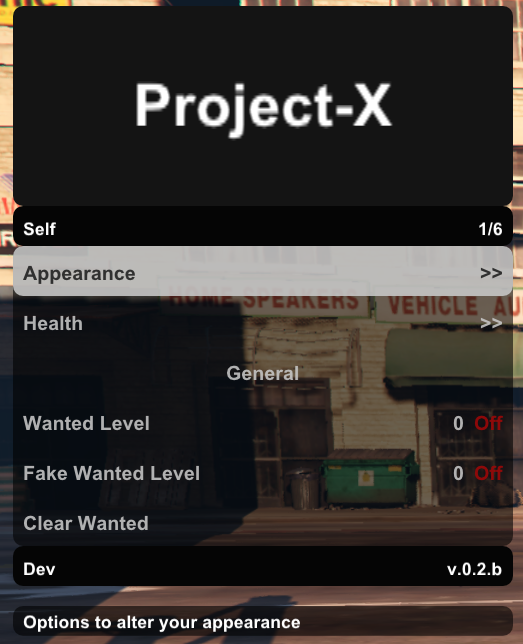 Project-X
Self 1/6
Appearance >>
HOME SPEAKERS VEHICLE AU
Health >>
General
Wanted Level 0 Off
Fake Wanted Level 0 Off
Clear Wanted
Dev v.0.2.b
Options to alter your appearance